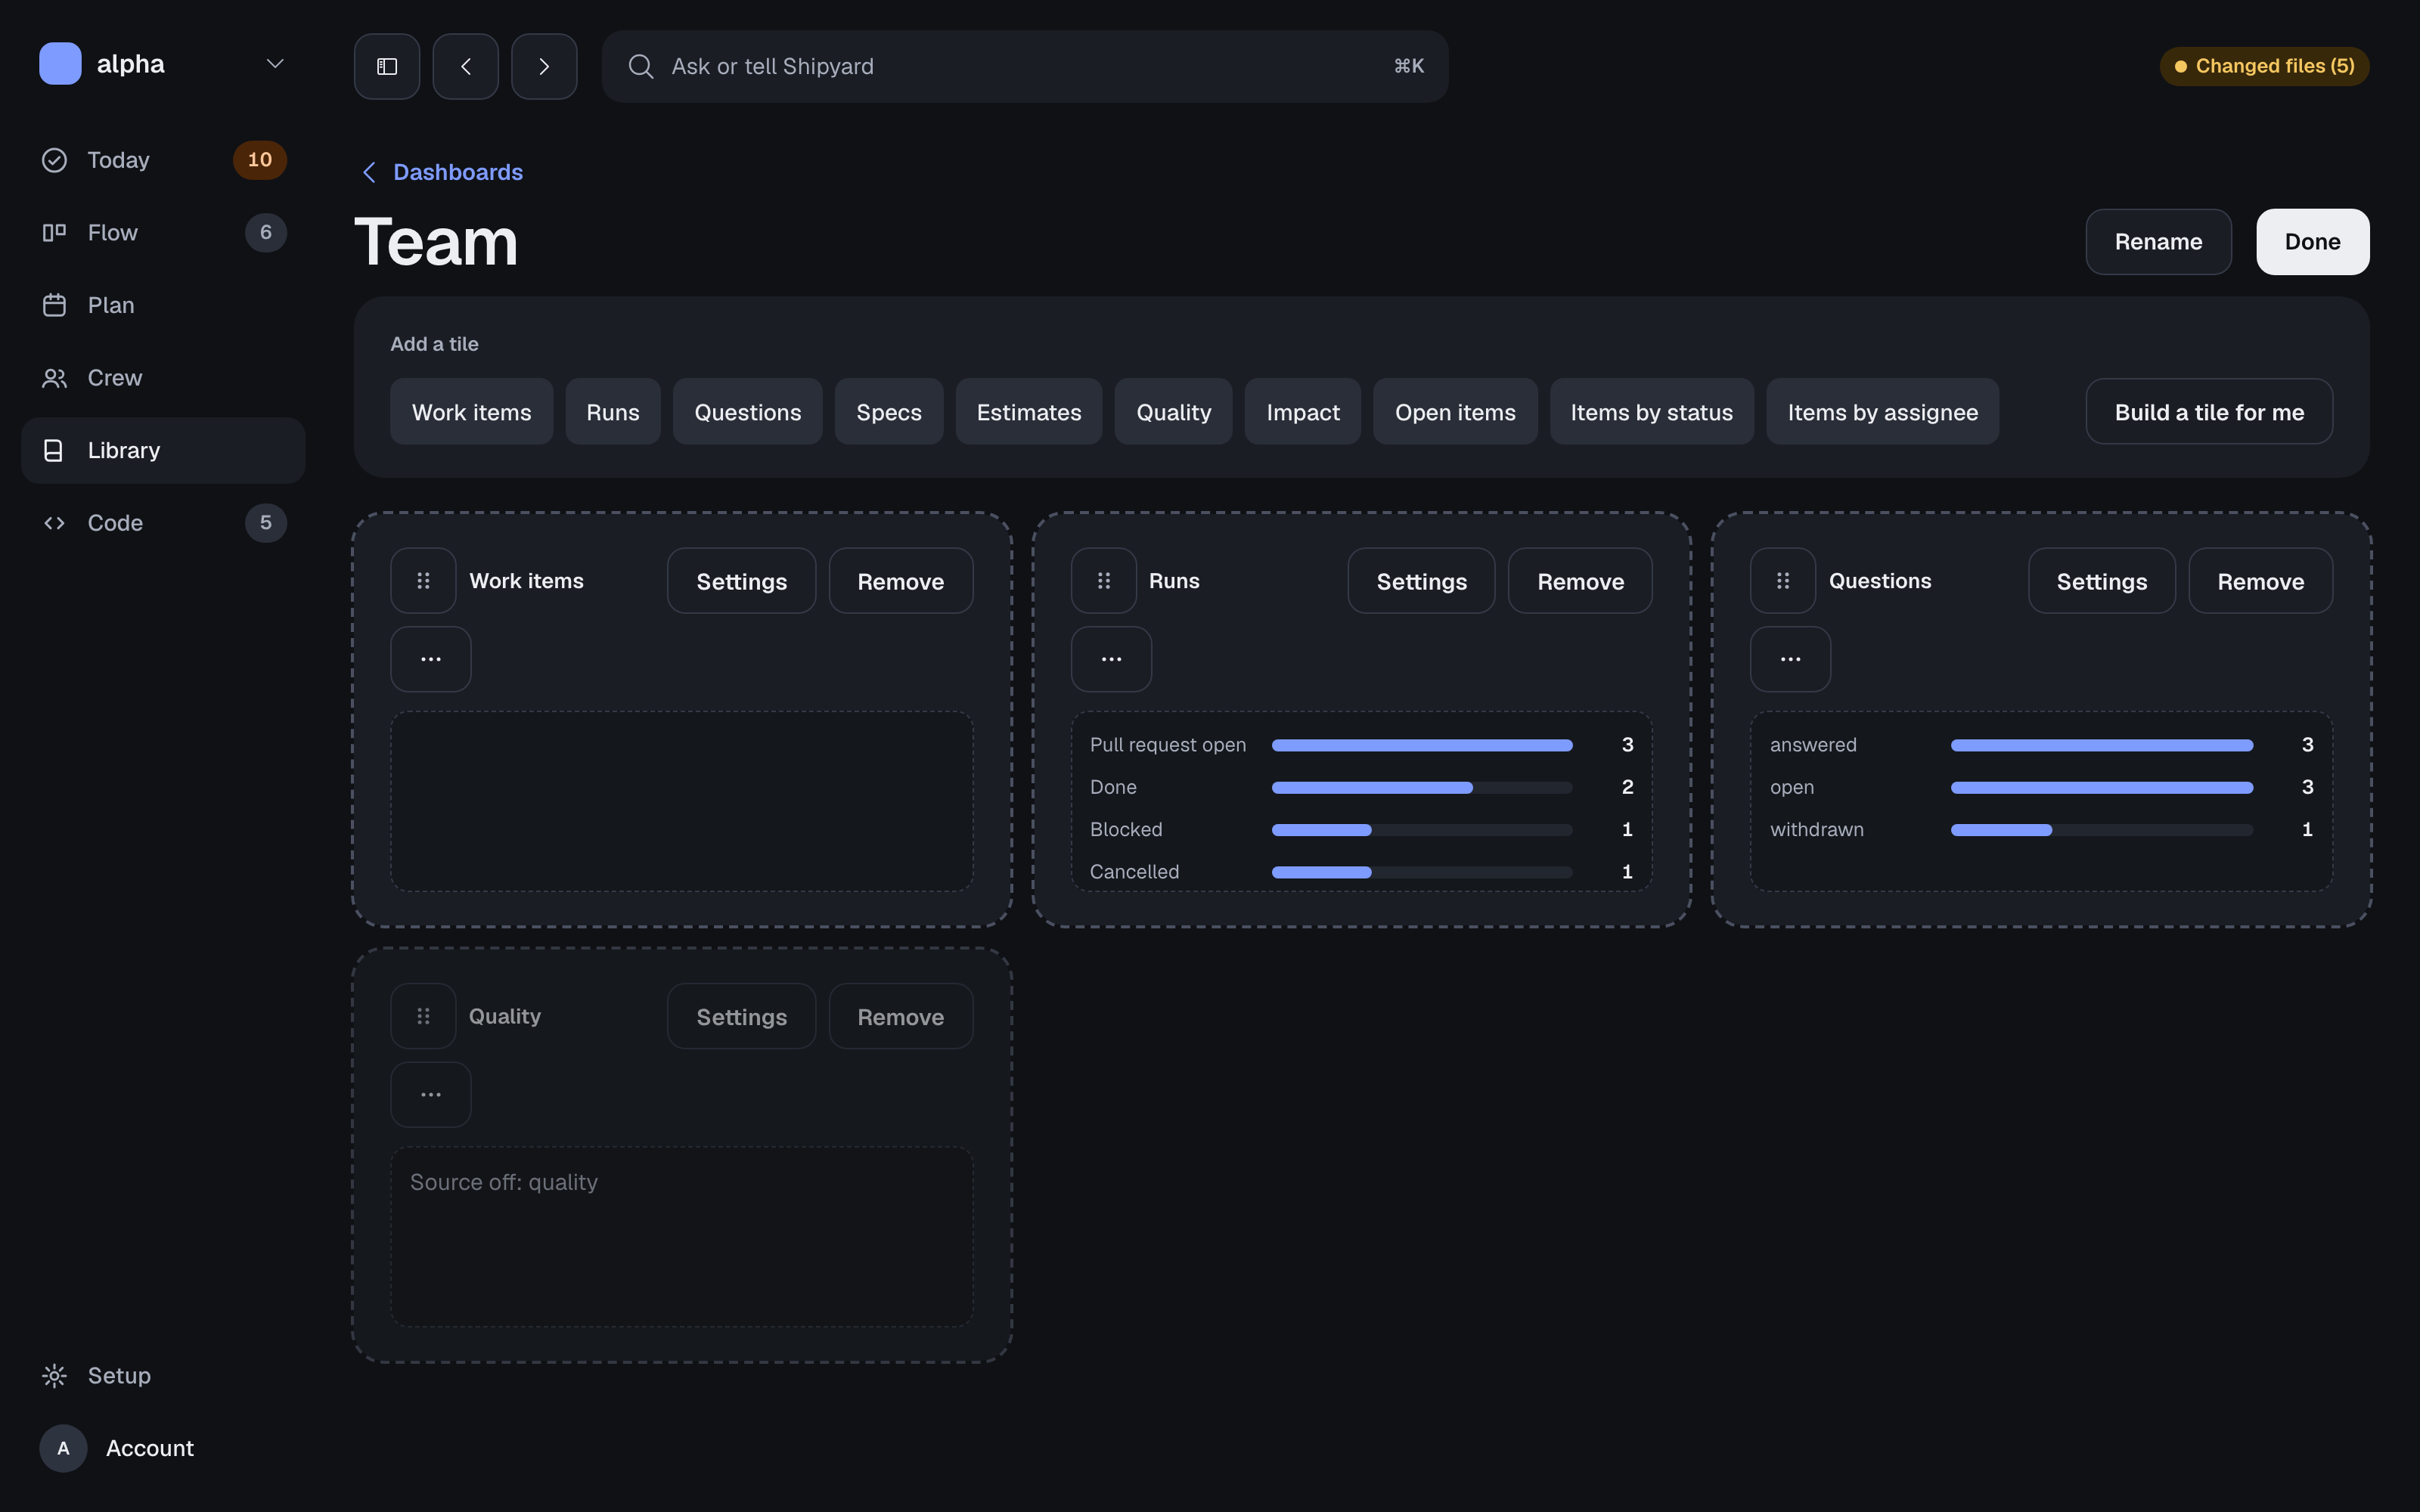 alpha
Ask or tell Shipyard ⌘K
Changed files (5)
Today 10
Flow 6
Plan
Crew
Library
Code 5
Setup
A Account
Dashboards
Team
Rename Done
Add a tile
Work items Runs Questions Specs Estimates Quality Impact Open items Items by status Items by assignee Build a tile for me
Work items Settings Remove
...
Runs Settings Remove
...
Pull request open 3
Done 2
Blocked 1
Cancelled 1
Questions Settings Remove
...
answered 3
open 3
withdrawn 1
Quality Settings Remove
...
Source off: quality